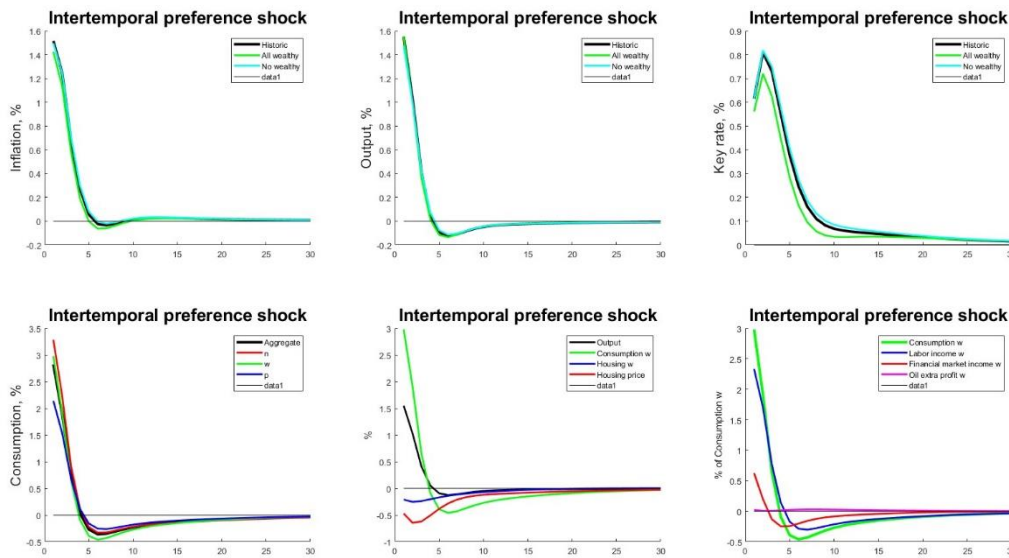 Intertemporal preference shock
Inflation, %
1.6
1.4
1.2
1
0.8
0.6
0.4
0.2
0
-0.2
Historic
All wealthy
No wealthy
data1
0 5 10 15 20 25 30
Intertemporal preference shock
Output, %
1.6
1.4
1.2
1
0.8
0.6
0.4
0.2
0
-0.2
Historic
All wealthy
No wealthy
data1
0 5 10 15 20 25 30
Intertemporal preference shock
Key rate, %
0.9
0.8
0.7
0.6
0.5
0.4
0.3
0.2
0.1
0
Historic
All wealthy
No wealthy
data1
0 5 10 15 20 25 30
Intertemporal preference shock
Consumption, %
3.5
3
2.5
2
1.5
1
0.5
0
-0.5
Aggregate
n
w
p
data1
0 5 10 15 20 25 30
Intertemporal preference shock
%
3
2.5
2
1.5
1
0.5
0
-0.5
-1
Output
Consumption w
Housing w
Housing price
data1
0 5 10 15 20 25 30
Intertemporal preference shock
% of Consumption w
3
2.5
2
1.5
1
0.5
0
-0.5
Consumption w
Labor income w
Financial market income w
Oil extra profit w
data1
0 5 10 15 20 25 30